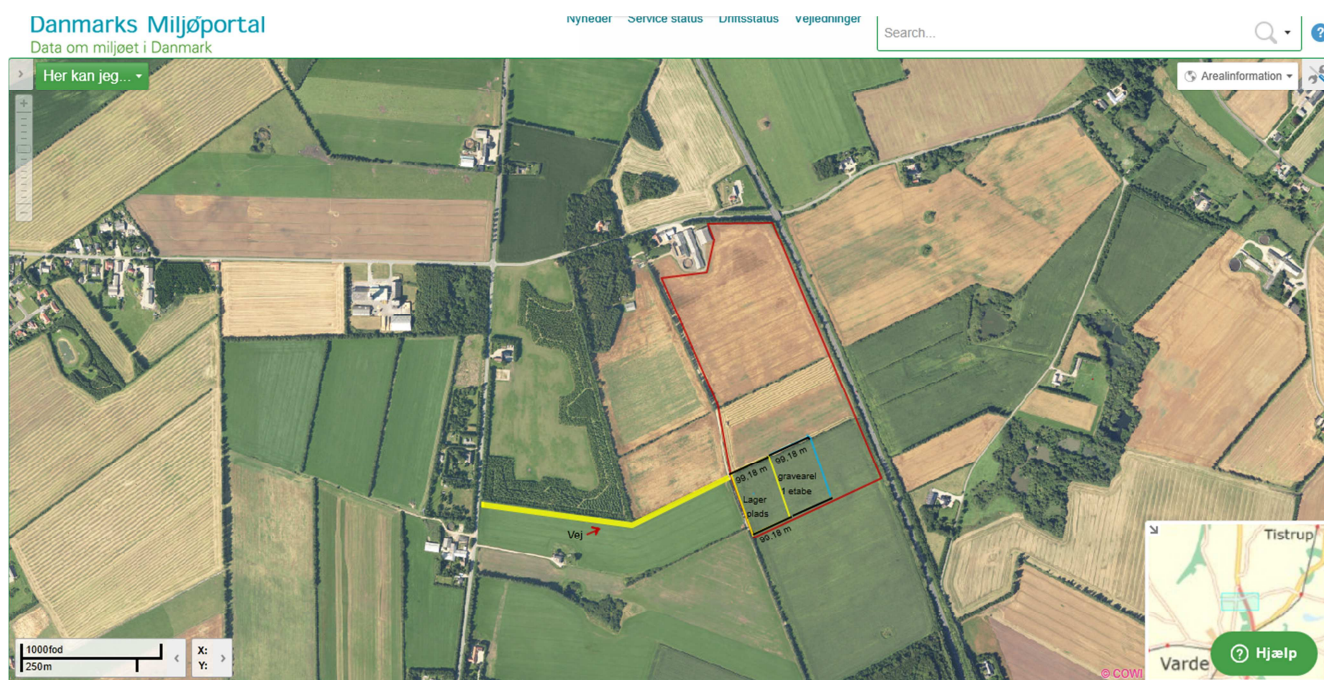 Danmarks Miljøportal
Data om miljøet i Danmark
Nyheder Service status Driftsstatus Vejledninger
Search...
?
Her kan jeg...
Arealinformation
99,18 m
99,18 m
gravearel
1 etabe
Lager
plads
99,18 m
Vej
Tistrup
Varde
1000fod
250m
X:
Y:
© COWI
? Hjælp